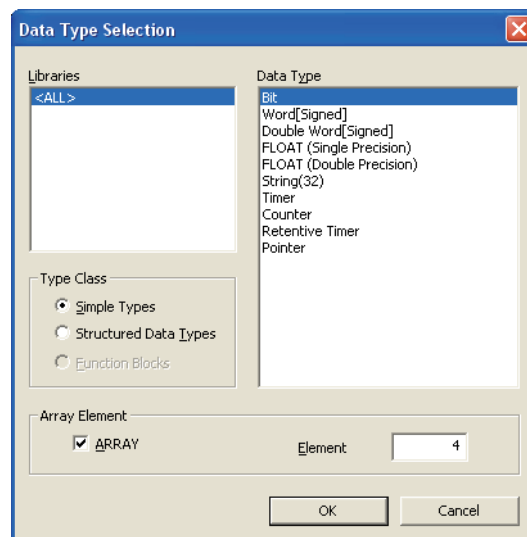 Data Type Selection
Libraries
<ALL>
Data Type
Bit
Word[Signed]
Double Word[Signed]
FLOAT (Single Precision)
FLOAT (Double Precision)
String(32)
Timer
Counter
Retentive Timer
Pointer
Type Class
Simple Types
Structured Data Types
Function Blocks
Array Element
ARRAY
Element
4
OK
Cancel